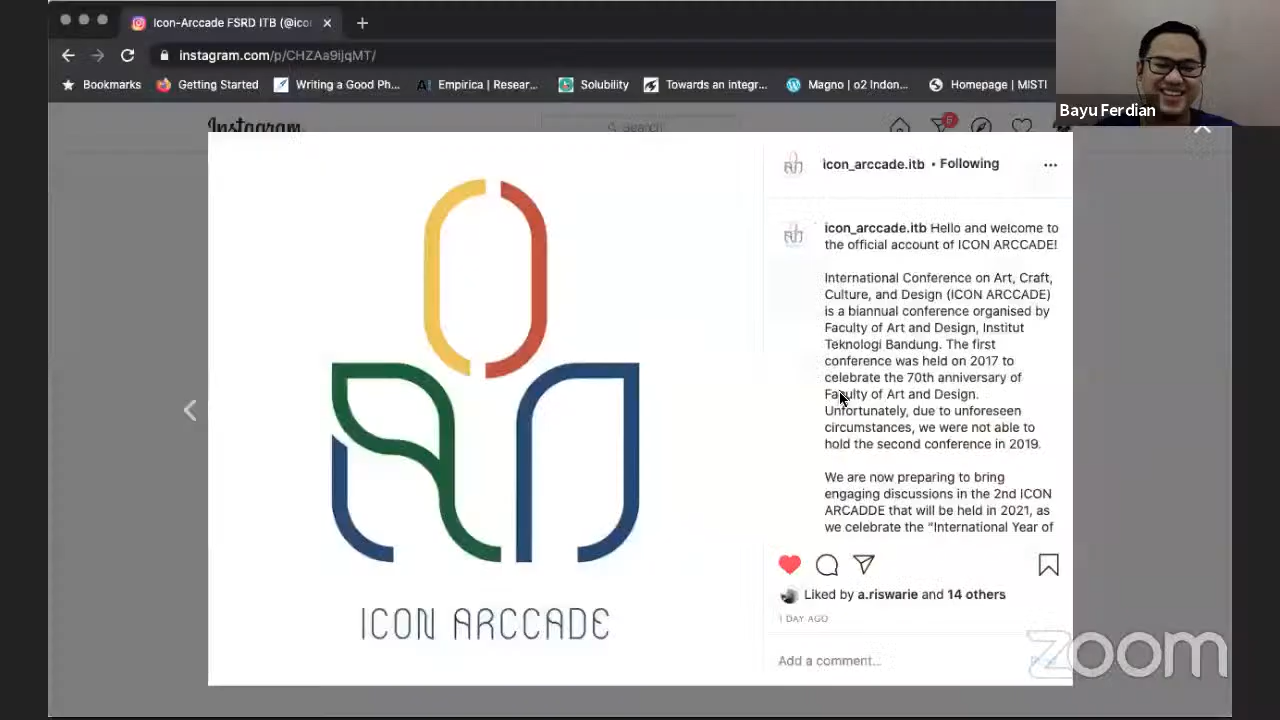 Icon-Arccade FSRD ITB (@ico
instagram.com/p/CHZAa9ijqMT/
Bookmarks
Getting Started
Writing a Good Ph...
Empirica | Resear...
Solubility
Towards an integr...
Magno | o2 Indon...
Homepage | MISTI
Bayu Ferdian
Instagram
Search
6
icon_arccade.itb • Following
icon_arccade.itb Hello and welcome to
the official account of ICON ARCCADE!
International Conference on Art, Craft,
Culture, and Design (ICON ARCCADE)
is a biannual conference organised by
Faculty of Art and Design, Institut
Teknologi Bandung. The first
conference was held on 2017 to
celebrate the 70th anniversary of
Faculty of Art and Design.
Unfortunately, due to unforeseen
circumstances, we were not able to
hold the second conference in 2019.
We are now preparing to bring
engaging discussions in the 2nd ICON
ARCADDE that will be held in 2021, as
we celebrate the “International Year of
ICON ARCCADE
Liked by a.riswarie and 14 others
1 DAY AGO
Add a comment...
zoom